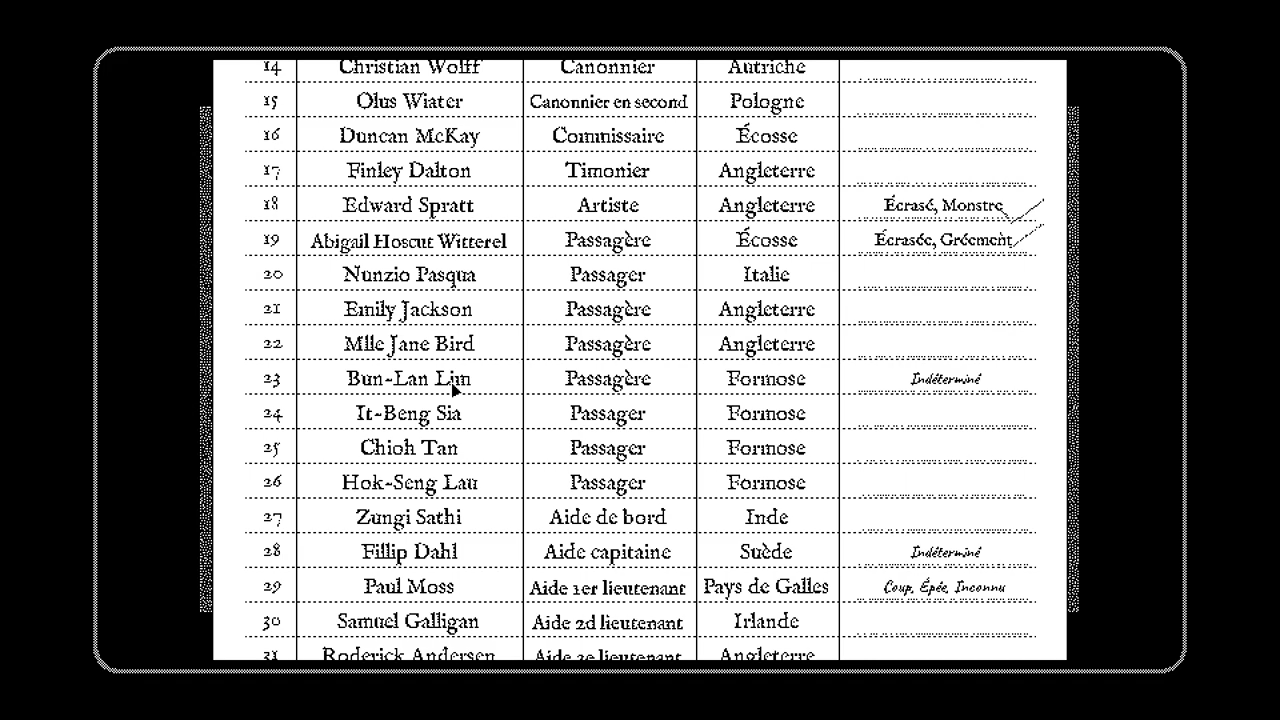 14 Christian Wolff Canonnier Autriche
15 Olus Wiater Canonnier en second Pologne
16 Duncan McKay Commissaire Écosse
17 Finley Dalton Timonier Angleterre
18 Edward Spratt Artiste Angleterre Écrasé, Monstre
19 Abigail Hoscut Witterel Passagère Écosse Écrasée, Gréement
20 Nunzio Pasqua Passager Italie
21 Emily Jackson Passagère Angleterre
22 Mlle Jane Bird Passagère Angleterre
23 Bun-Lan Lim Passagère Formose Indéterminé
24 It-Beng Sia Passager Formose
25 Chioh Tan Passager Formose
26 Hok-Seng Lau Passager Formose
27 Zungi Sathi Aide de bord Inde
28 Fillip Dahl Aide capitaine Suède Indéterminé
29 Paul Moss Aide 1er lieutenant Pays de Galles Coup, Épée, Inconnu
30 Samuel Galligan Aide 2d lieutenant Irlande
31 Roderick Andersen Aide 3e lieutenant Angleterre